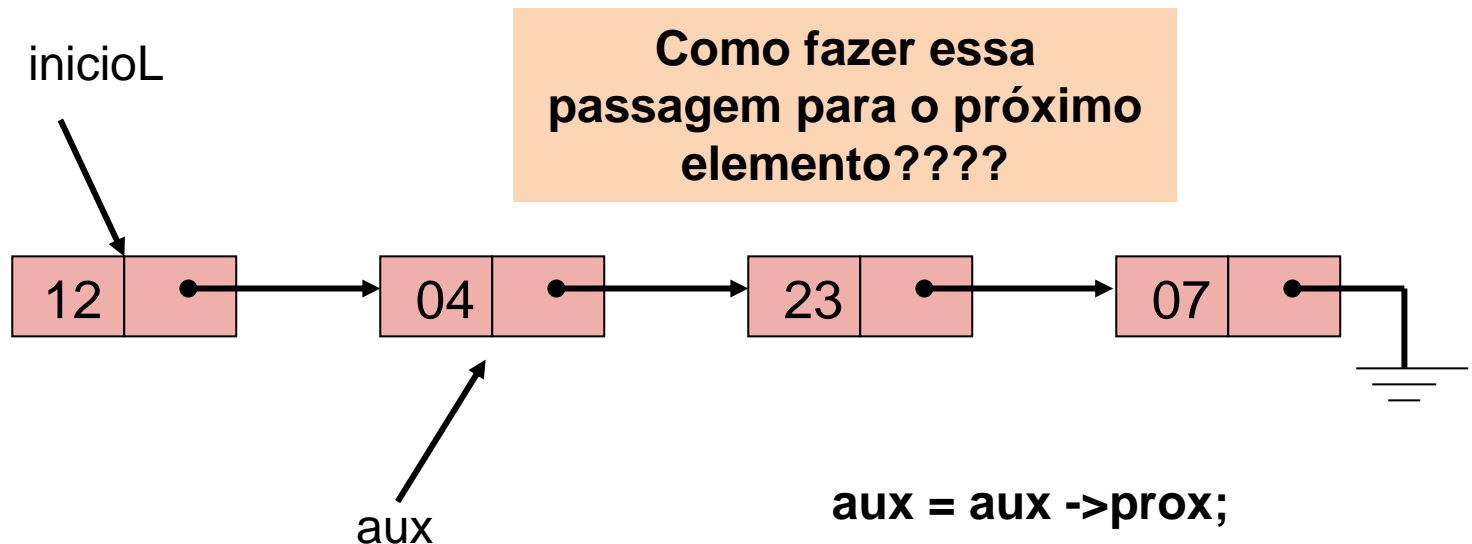 inicioL
Como fazer essa
passagem para o próximo
elemento????
12
04
23
07
aux
aux = aux ->prox;